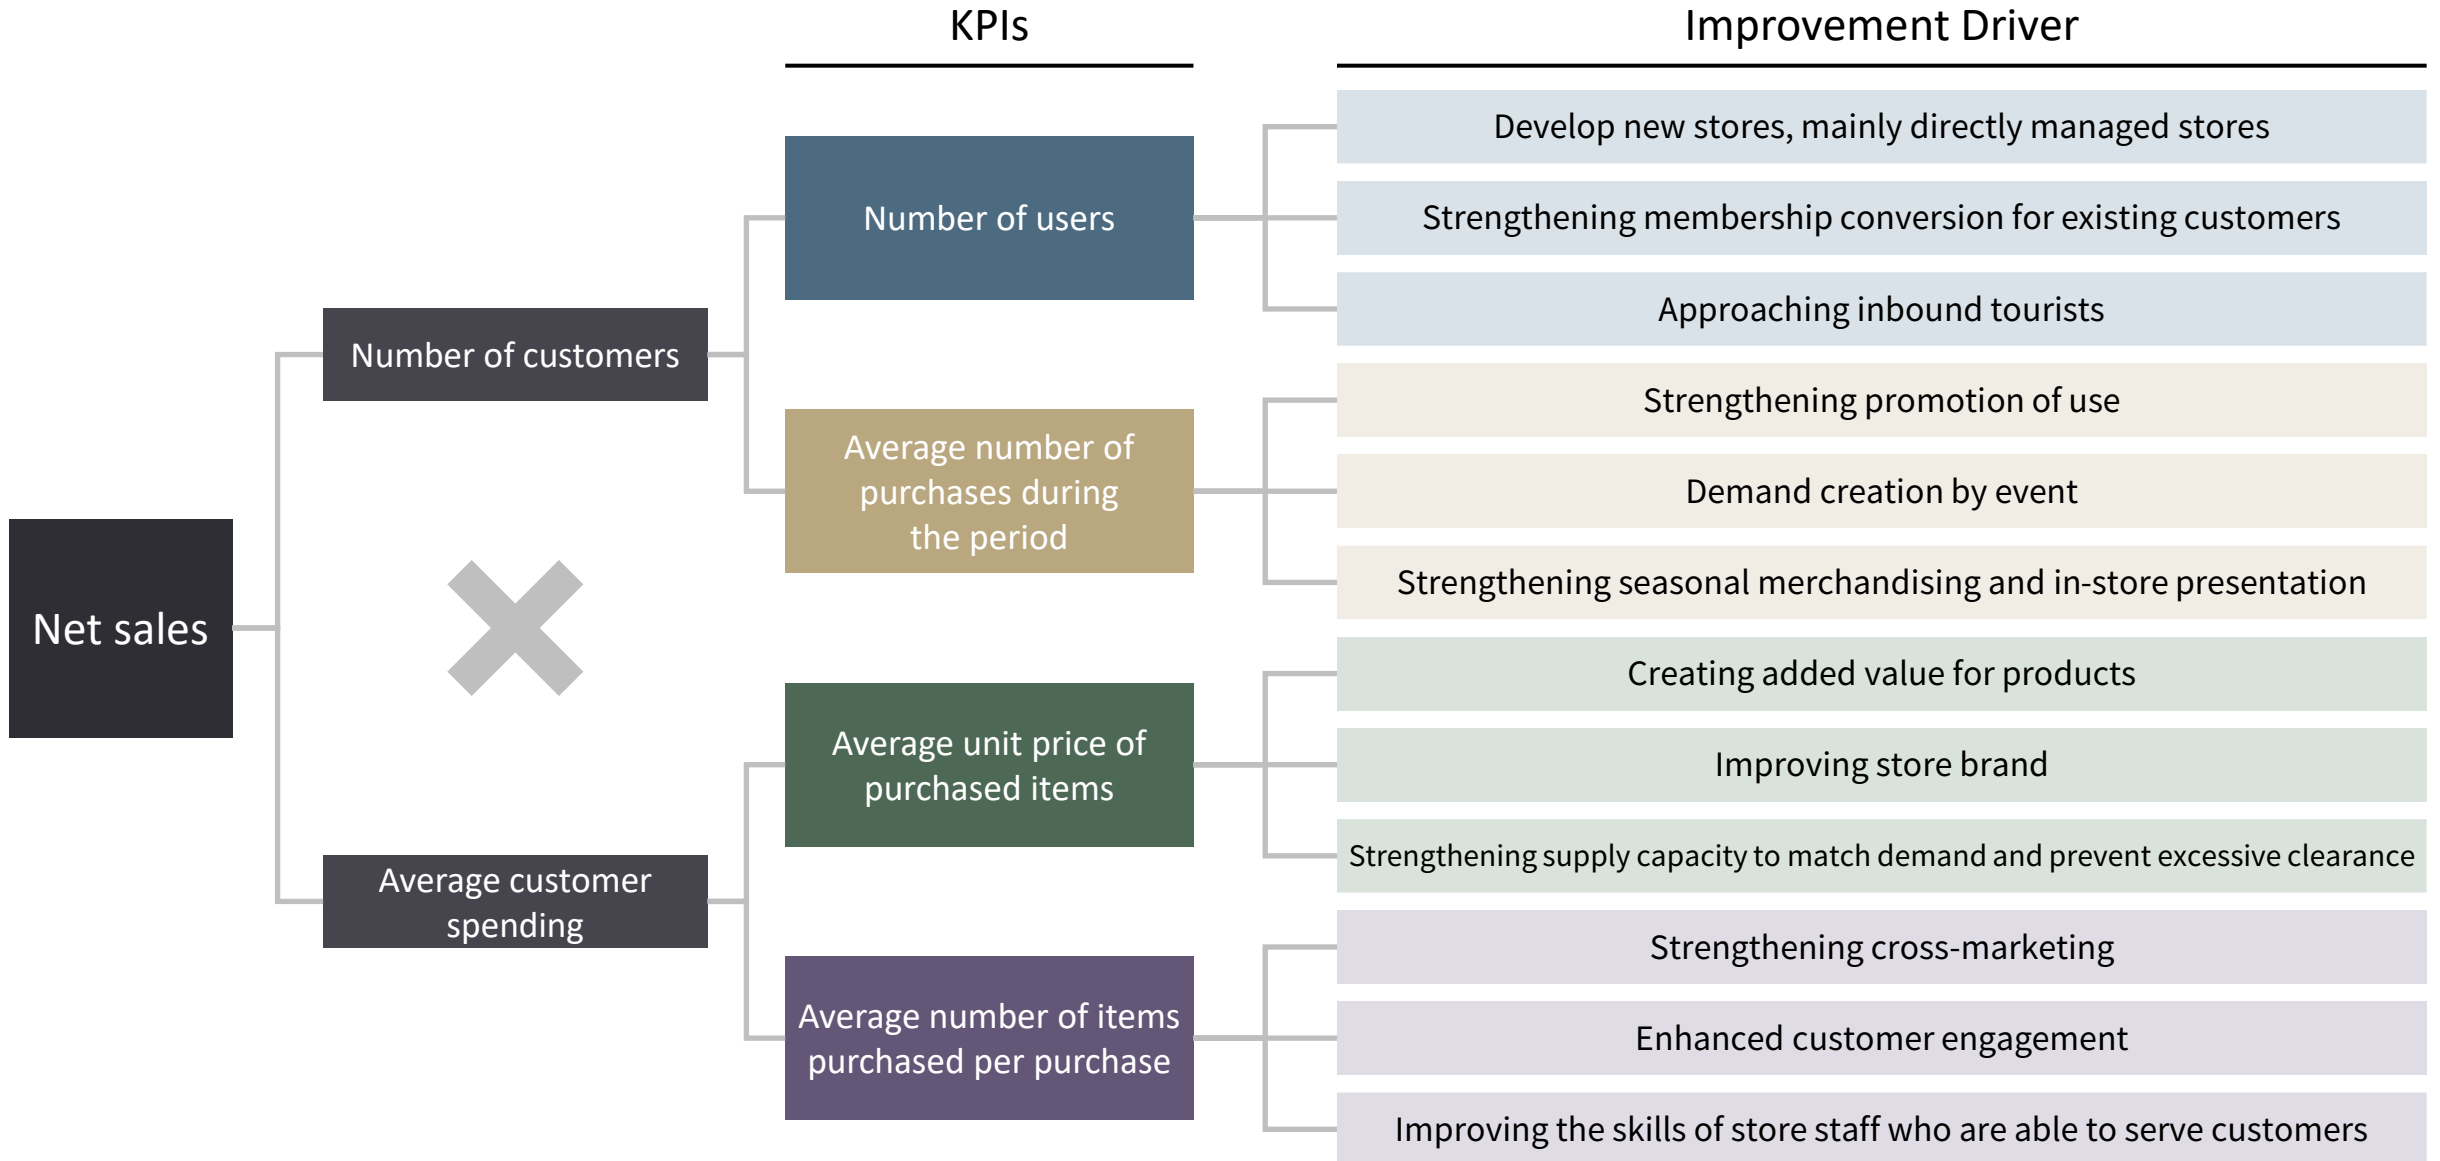 KPIs
Improvement Driver
Net sales
Number of customers
Average customer
spending
Number of users
Average number of
purchases during
the period
Average unit price of
purchased items
Average number of items
purchased per purchase
Develop new stores, mainly directly managed stores
Strengthening membership conversion for existing customers
Approaching inbound tourists
Strengthening promotion of use
Demand creation by event
Strengthening seasonal merchandising and in-store presentation
Creating added value for products
Improving store brand
Strengthening supply capacity to match demand and prevent excessive clearance
Strengthening cross-marketing
Enhanced customer engagement
Improving the skills of store staff who are able to serve customers